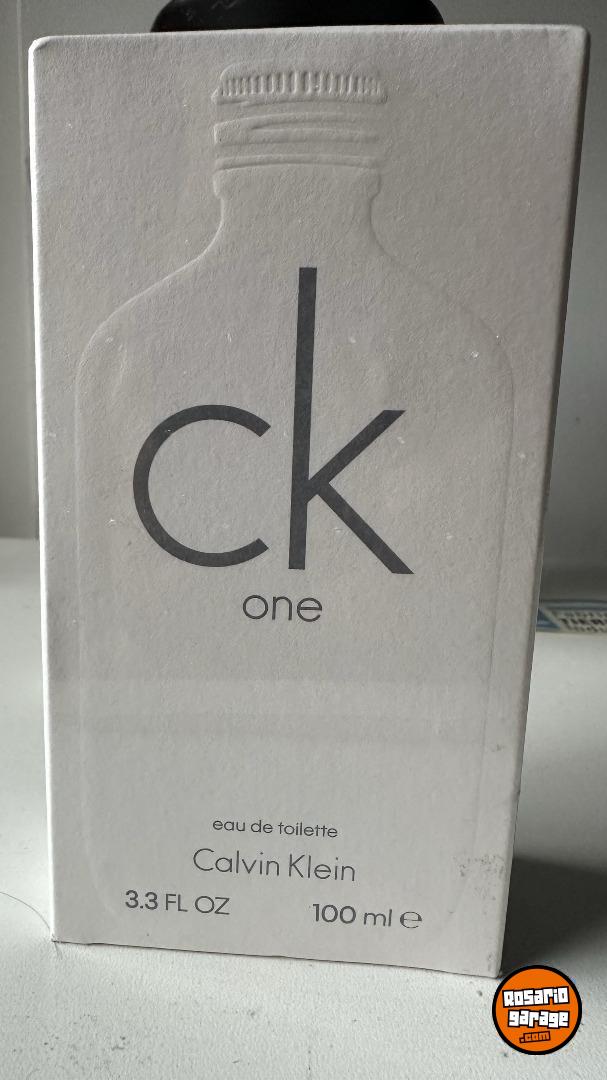 ck
one
eau de toilette
Calvin Klein
3.3 FL OZ 100 ml ℮
Rosario
garage
.com